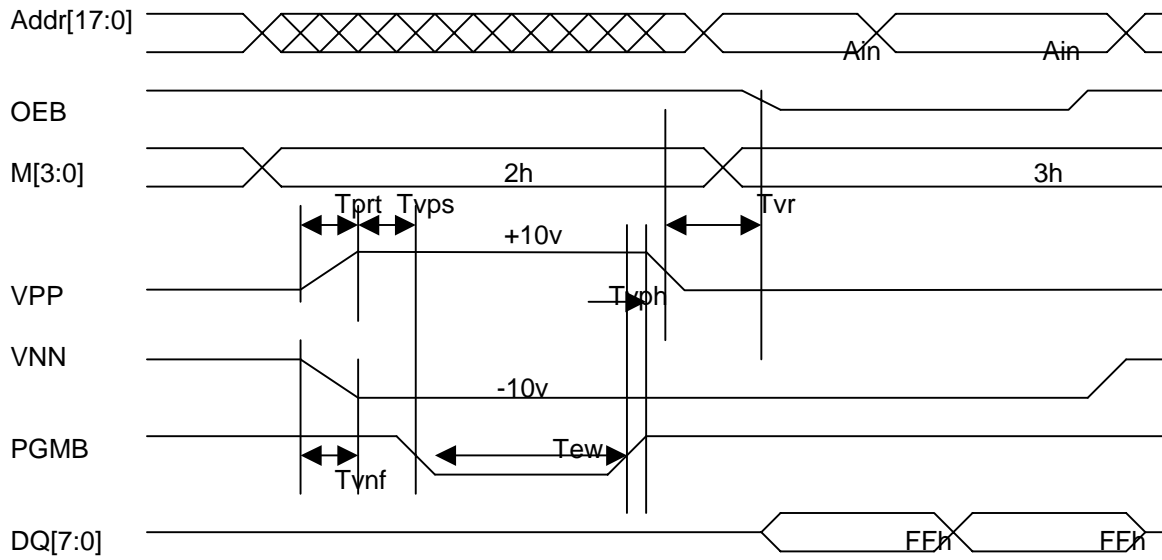 Addr[17:0]
Ain
Ain
OEB
M[3:0]
2h
3h
Tprt
Tvps
Tvr
+10v
VPP
Tvph
VNN
-10v
PGMB
Tew
Tvnf
DQ[7:0]
FFh
FFh